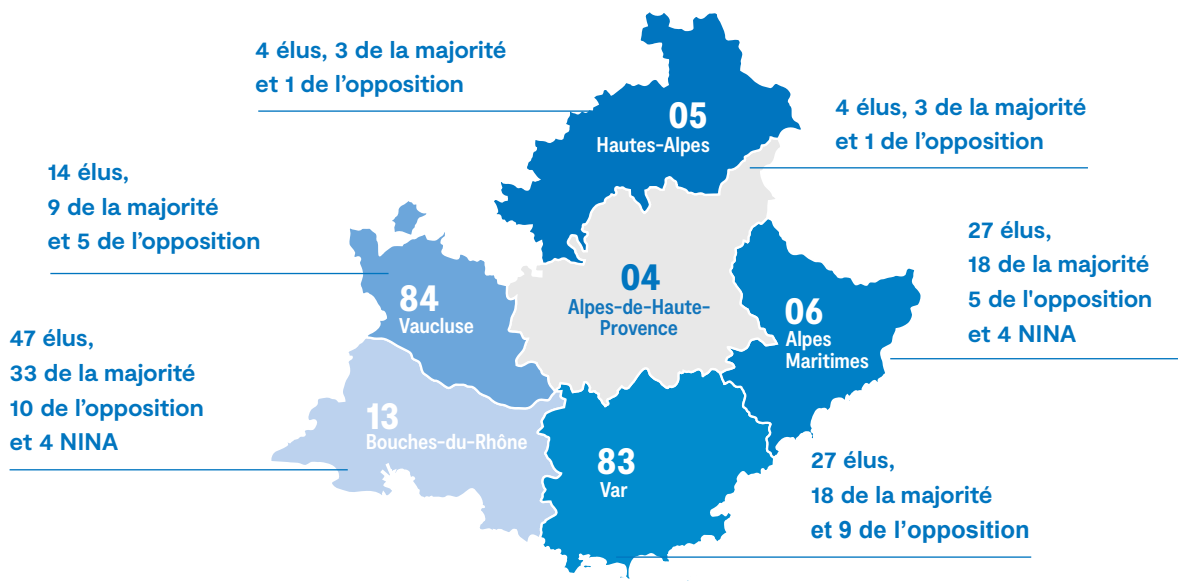 4 élus, 3 de la majorité
et 1 de l’opposition
05
Hautes-Alpes
4 élus, 3 de la majorité
et 1 de l’opposition
14 élus,
9 de la majorité
et 5 de l’opposition
84
Vaucluse
04
Alpes-de-Haute-
Provence
27 élus,
18 de la majorité
5 de l'opposition
et 4 NINA
06
Alpes
Maritimes
47 élus,
33 de la majorité
10 de l’opposition
et 4 NINA
13
Bouches-du-Rhône
83
Var
27 élus,
18 de la majorité
et 9 de l’opposition